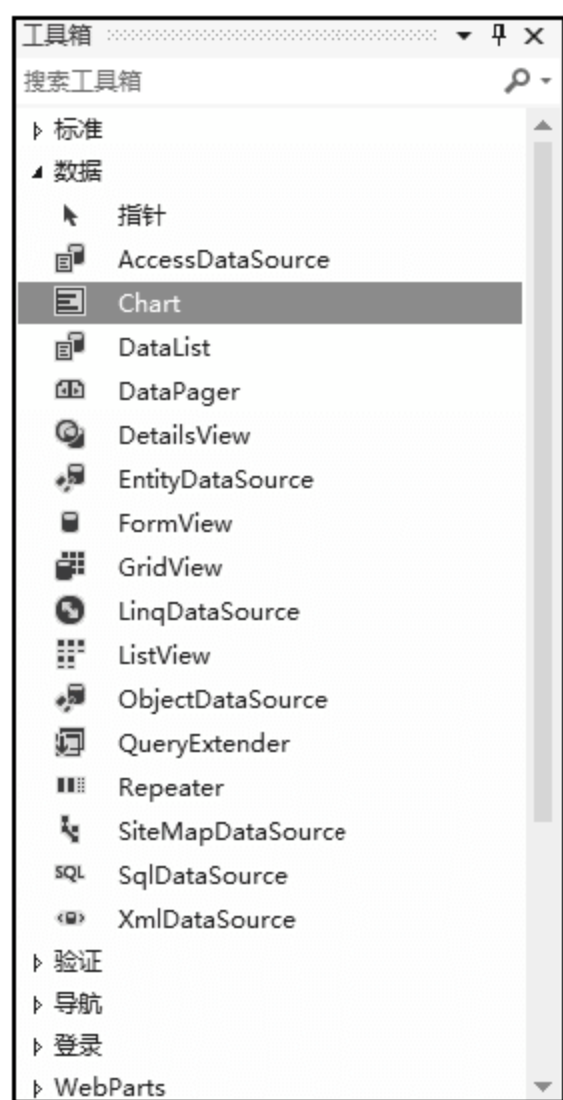 工具箱
搜索工具箱
标准
数据
指针
AccessDataSource
Chart
DataList
DataPager
DetailsView
EntityDataSource
FormView
GridView
LinqDataSource
ListView
ObjectDataSource
QueryExtender
Repeater
SiteMapDataSource
SQL SqlDataSource
XmlDataSource
验证
导航
登录
WebParts